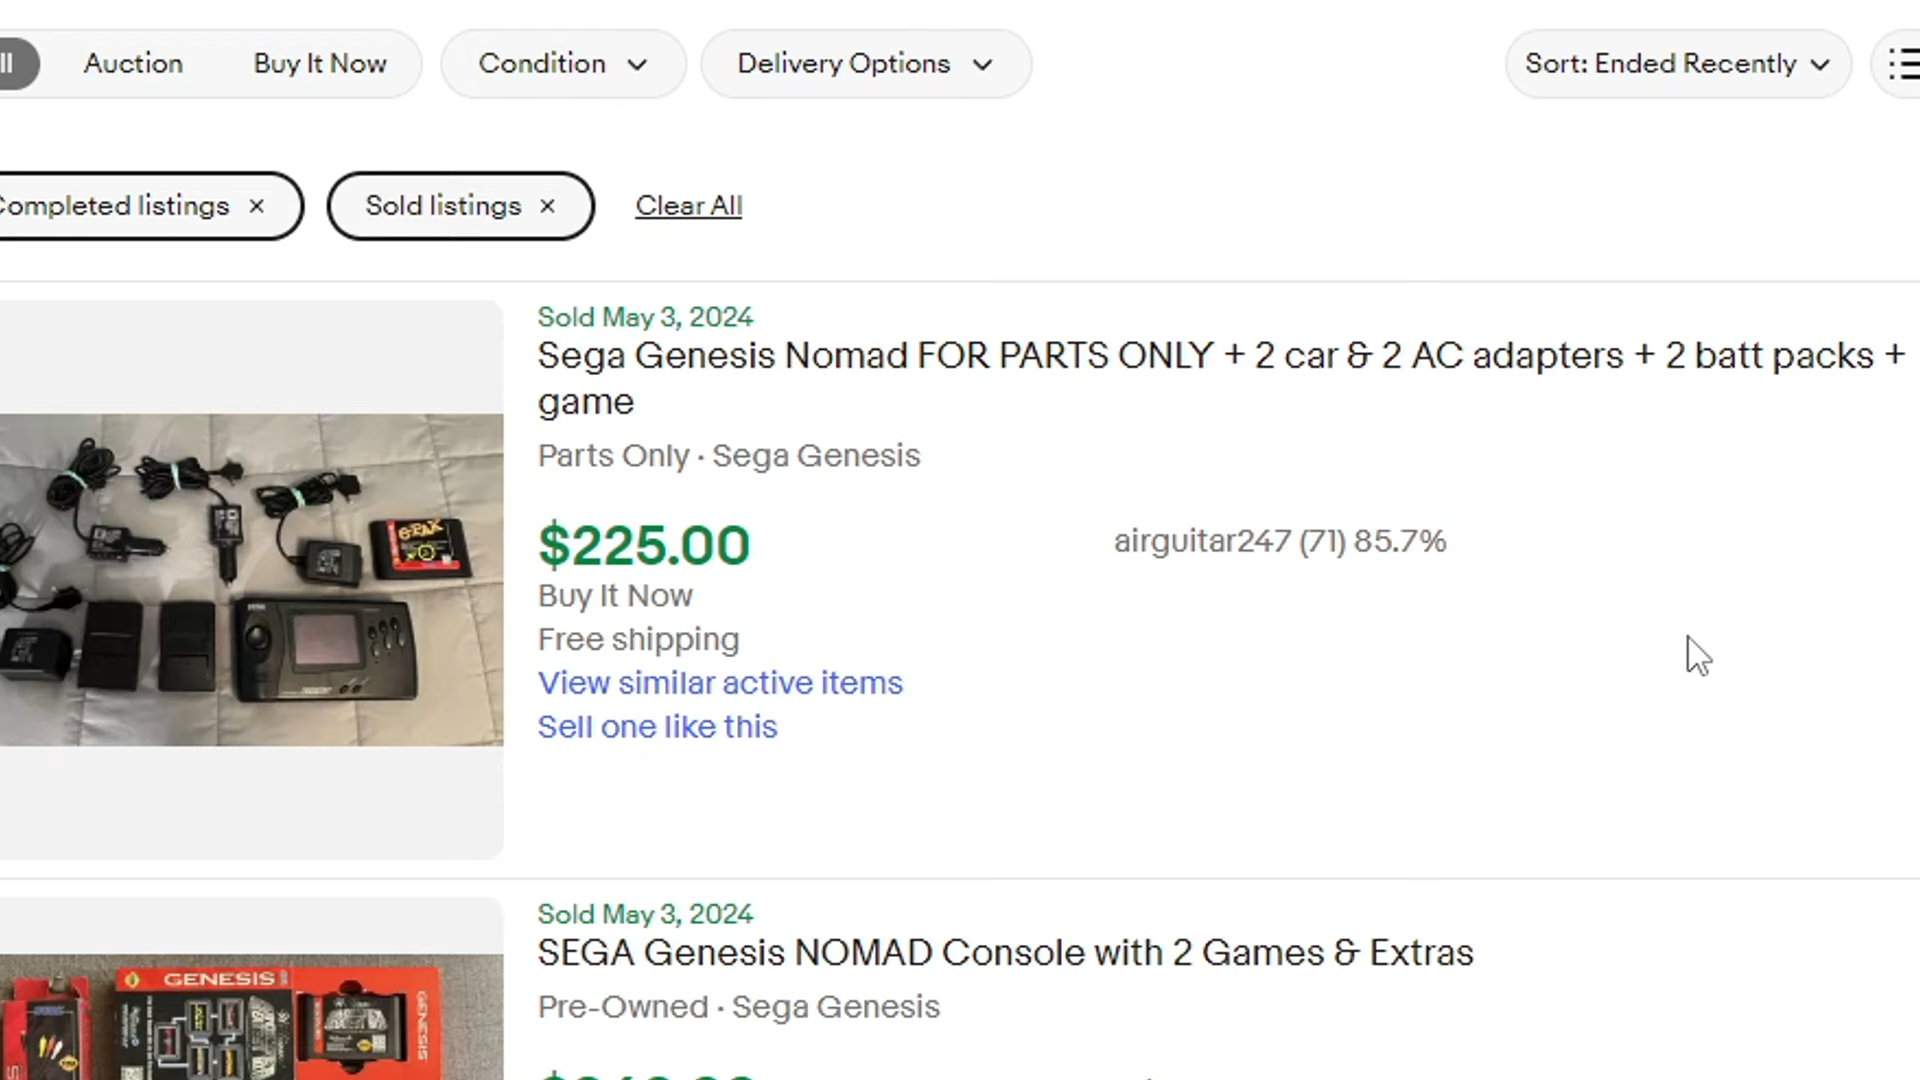 Auction
Buy It Now
Condition
Delivery Options
Sort: Ended Recently
Completed listings ×
Sold listings ×
Clear All
Sold May 3, 2024
Sega Genesis Nomad FOR PARTS ONLY + 2 car & 2 AC adapters + 2 batt packs +
game
Parts Only · Sega Genesis
$225.00
airguitar247 (71) 85.7%
Buy It Now
Free shipping
View similar active items
Sell one like this
Sold May 3, 2024
SEGA Genesis NOMAD Console with 2 Games & Extras
Pre-Owned · Sega Genesis
GENESIS
GENESIS